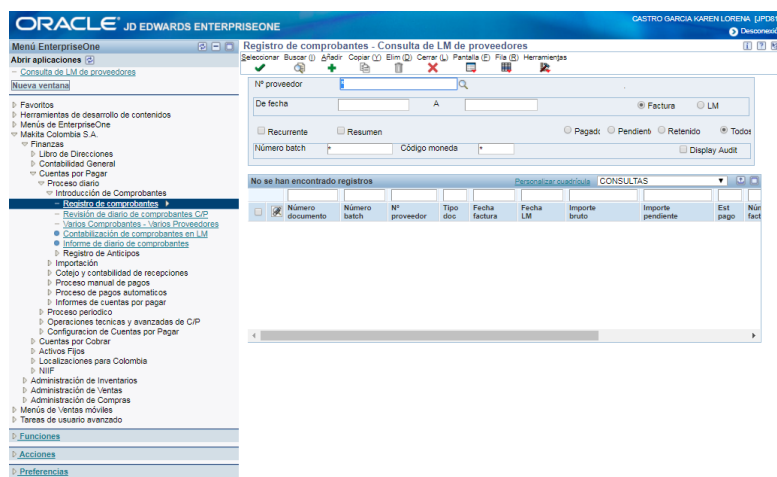 ORACLE JD EDWARDS ENTERPRISEONE
CASTRO GARCIA KAREN LORENA [JPD81
Desconexió
Menú EnterpriseOne
Abrir aplicaciones
Consulta de LM de proveedores
Nueva ventana
Favoritos
Herramientas de desarrollo de contenidos
Menús de EnterpriseOne
Makita Colombia S.A.
Finanzas
Libro de Direcciones
Contabilidad General
Cuentas por Pagar
Proceso diario
Introducción de Comprobantes
Registro de comprobantes
Revisión de diario de comprobantes C/P
Varios Comprobantes - Varios Proveedores
Contabilización de comprobantes en LM
Informe de diario de comprobantes
Registro de Anticipos
Importación
Cotejo y contabilidad de recepciones
Proceso manual de pagos
Proceso de pagos automaticos
Informes de cuentas por pagar
Proceso periodico
Operaciones tecnicas y avanzadas de C/P
Configuracion de Cuentas por Pagar
Cuentas por Cobrar
Activos Fijos
Localizaciones para Colombia
NIIF
Administración de Inventarios
Administración de Ventas
Administración de Compras
Menús de Ventas móviles
Tareas de usuario avanzado
Funciones
Acciones
Preferencias
Registro de comprobantes - Consulta de LM de proveedores
Seleccionar Buscar (I) Añadir Copiar (Y) Elim (D) Cerrar (L) Pantalla (F) Fila (R) Herramientas
Nº proveedor *
De fecha A Factura LM
Recurrente Resumen Pagado Pendient Retenido Todos
Número batch * Código moneda * Display Audit
No se han encontrado registros Personalizar cuadrícula CONSULTAS
Número documento Número batch Nº proveedor Tipo doc Fecha factura Fecha LM Importe bruto Importe pendiente Est pago Núm fact